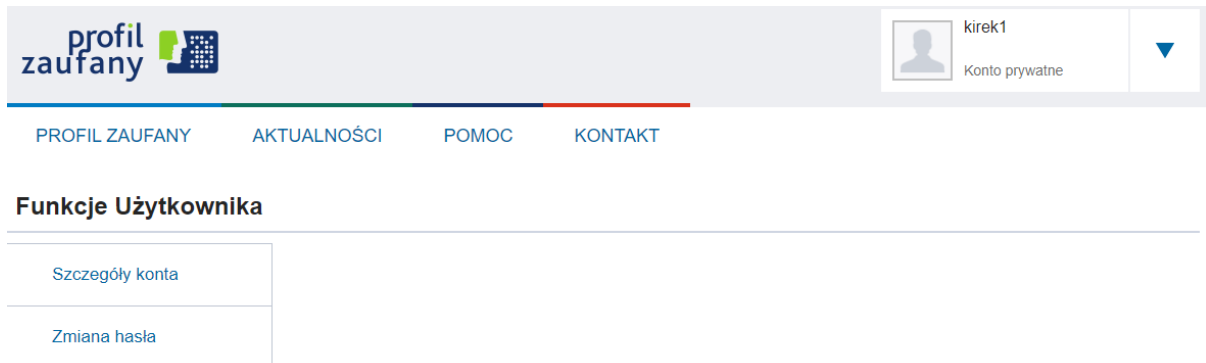 profil
zaufany
kirek1
Konto prywatne
PROFIL ZAUFANY AKTUALNOŚCI POMOC KONTAKT
Funkcje Użytkownika
Szczegóły konta
Zmiana hasła